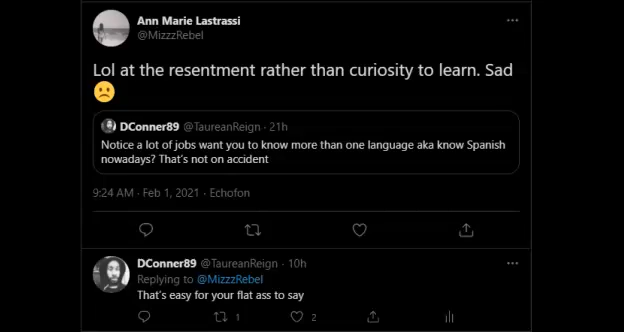 Ann Marie Lastrassi
@MizzzRebel
Lol at the resentment rather than curiosity to learn. Sad
☹️
DConner89 @TaureanReign · 21h
Notice a lot of jobs want you to know more than one language aka know Spanish
nowadays? That's not on accident
9:24 AM · Feb 1, 2021 · Echofon
DConner89 @TaureanReign · 10h
Replying to @MizzzRebel
That's easy for your flat ass to say
1 2